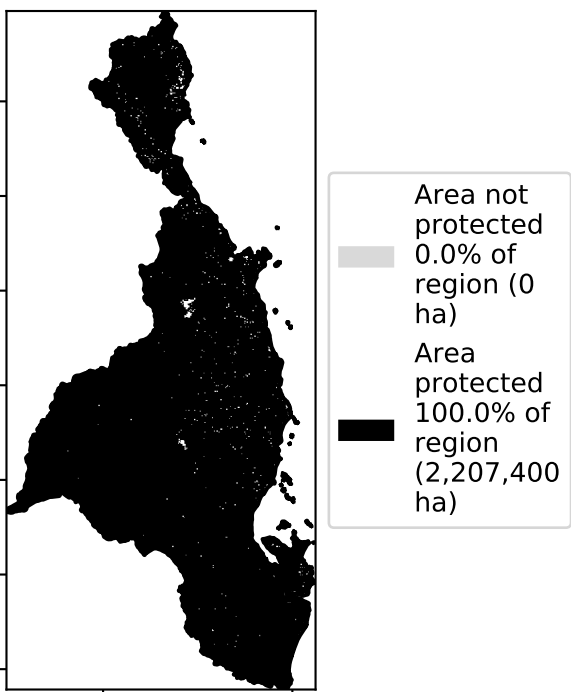 Area not
protected
0.0% of
region (0
ha)
Area
protected
100.0% of
region
(2,207,400
ha)